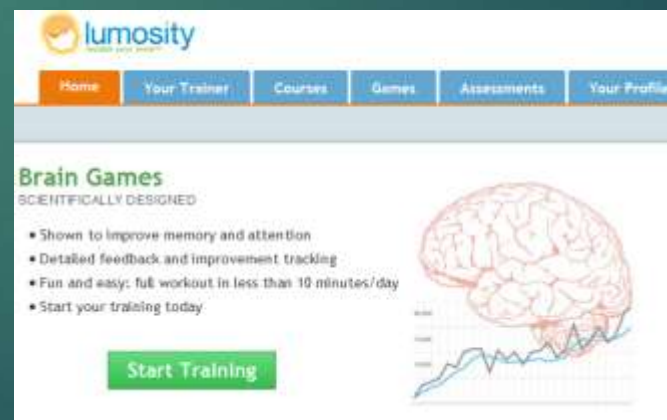 lumosity
Home Your Trainer Courses Games Assessments Your Profile
Brain Games
SCIENTIFICALLY DESIGNED
• Shown to improve memory and attention
• Detailed feedback and improvement tracking
• Fun and easy: full workout in less than 10 minutes/day
• Start your training today
Start Training